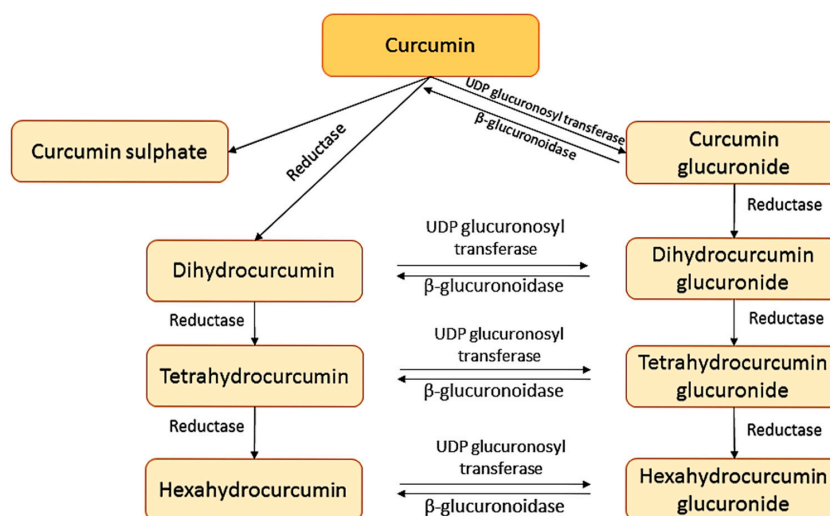 Curcumin
UDP glucuronosyl transferase
β-glucuronoidase
Reductase
Curcumin sulphate
Curcumin
glucuronide
Reductase
Dihydrocurcumin
UDP glucuronosyl
transferase
β-glucuronoidase
Dihydrocurcumin
glucuronide
Reductase
Reductase
Tetrahydrocurcumin
UDP glucuronosyl
transferase
β-glucuronoidase
Tetrahydrocurcumin
glucuronide
Reductase
Reductase
Hexahydrocurcumin
UDP glucuronosyl
transferase
β-glucuronoidase
Hexahydrocurcumin
glucuronide